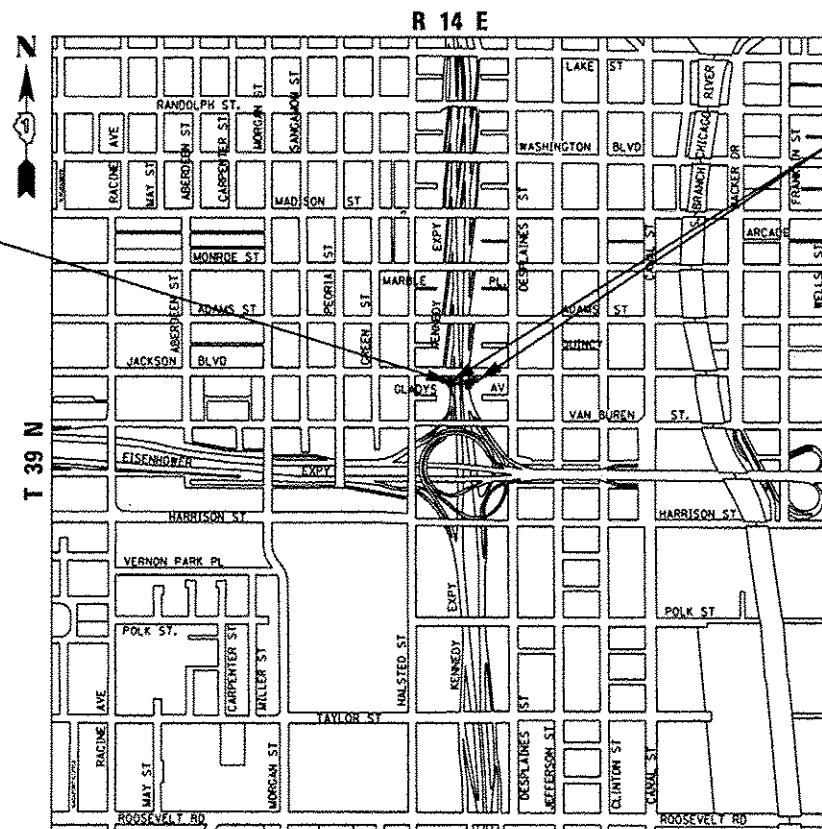 R 14 E
N
LAKE ST
RIVER
RANDOLPH ST.
MORGAN ST
SANGAMON ST
RACINE AVE
MAY ST
ABERDEEN ST
CARPENTER ST
WASHINGTON BLVD
S. BRANCH CHICAGO
WACKER DR
FRANKLIN ST
MADISON ST
DESPLAINES ST
CANAL ST
ARCADE
MONROE ST
PEORIA ST
KENNEDY EXPY
WELLS ST
MARBLE PL.
ABERDEEN ST
ADAMS ST
GREEN ST
ADAMS ST
QUINCY
JACKSON BLVD
GLADYS AV
VAN BUREN ST.
T 39 N
EISENHOWER EXPY
HARRISON ST
HARRISON ST
VERNON PARK PL
POLK ST.
POLK ST
CARPENTER ST
MILLER ST
HALSTED ST
KENNEDY EXPY
RACINE AVE
TAYLOR ST
MAY ST
MORGAN ST
DESPLAINES ST
JEFFERSON ST
CLINTON ST
CANAL ST
ROOSEVELT RD
ROOSEVELT RD